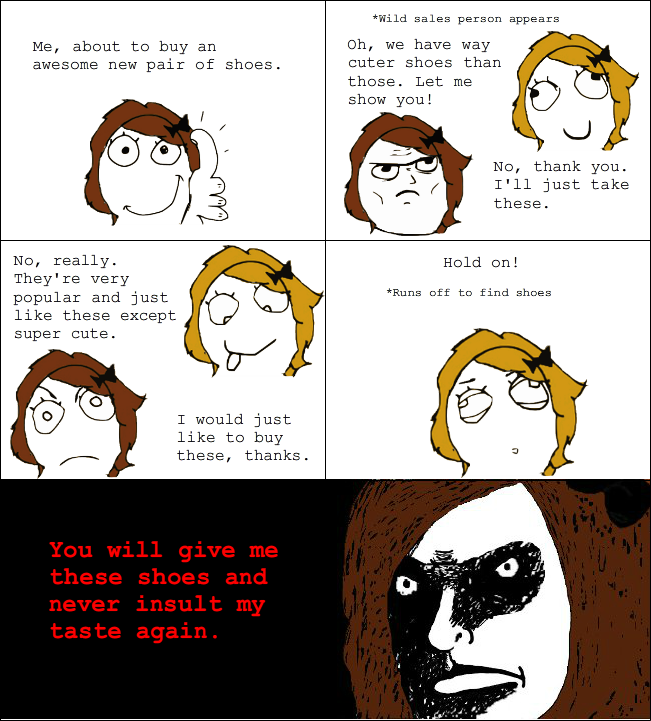 Me, about to buy an
awesome new pair of shoes.
*Wild sales person appears
Oh, we have way
cuter shoes than
those. Let me
show you!
No, thank you.
I'll just take
these.
No, really.
They're very
popular and just
like these except
super cute.
I would just
like to buy
these, thanks.
Hold on!
*Runs off to find shoes
You will give me
these shoes and
never insult my
taste again.